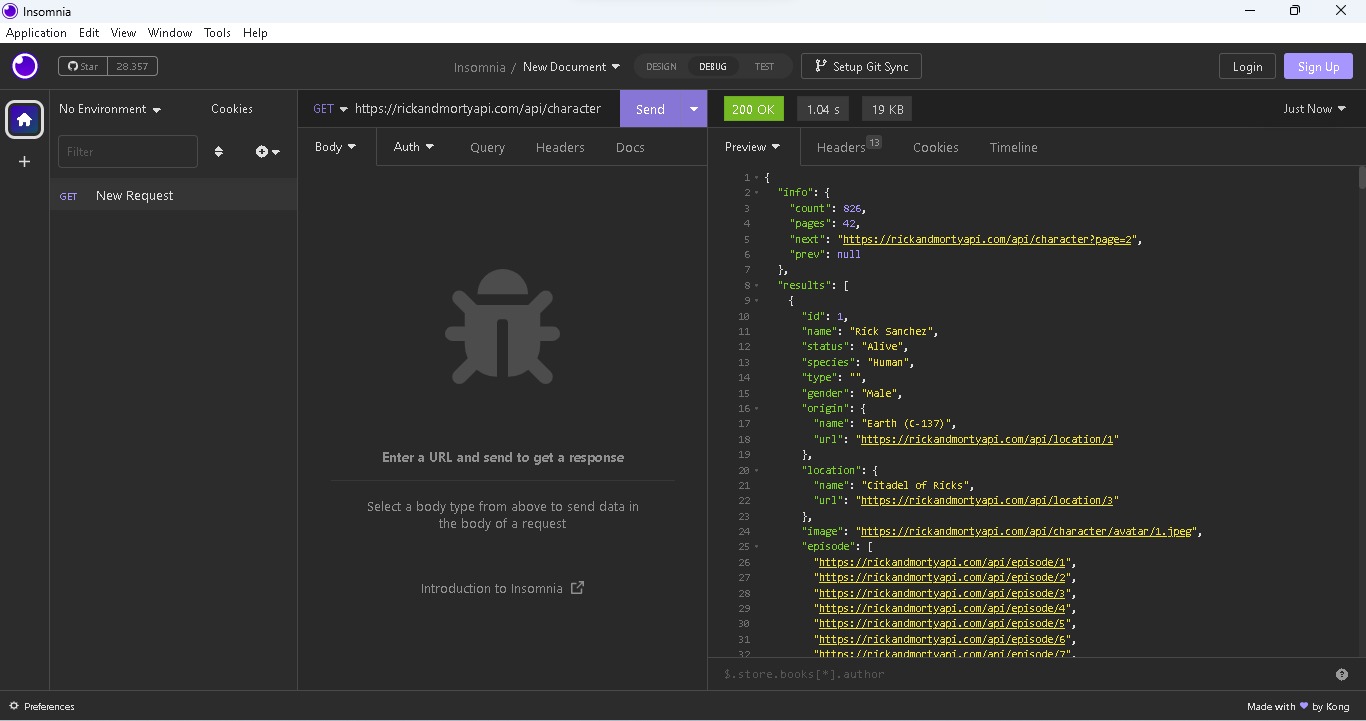 Insomnia
Application Edit View Window Tools Help
Star 28.357
Insomnia / New Document
DESIGN DEBUG TEST
Setup Git Sync
Login
Sign Up
No Environment
Cookies
Filter
GET New Request
GET https://rickandmortyapi.com/api/character
Send
Body Auth Query Headers Docs
Enter a URL and send to get a response
Select a body type from above to send data in
the body of a request
Introduction to Insomnia
200 OK 1.04 s 19 KB
Just Now
Preview Headers 13 Cookies Timeline
1 {
2 "info": {
3 "count": 826,
4 "pages": 42,
5 "next": "https://rickandmortyapi.com/api/character?page=2",
6 "prev": null
7 },
8 "results": [
9 {
10 "id": 1,
11 "name": "Rick Sanchez",
12 "status": "Alive",
13 "species": "Human",
14 "type": "",
15 "gender": "Male",
16 "origin": {
17 "name": "Earth (C-137)",
18 "url": "https://rickandmortyapi.com/api/location/1"
19 },
20 "location": {
21 "name": "Citadel of Ricks",
22 "url": "https://rickandmortyapi.com/api/location/3"
23 },
24 "image": "https://rickandmortyapi.com/api/character/avatar/1.jpeg",
25 "episode": [
26 "https://rickandmortyapi.com/api/episode/1",
27 "https://rickandmortyapi.com/api/episode/2",
28 "https://rickandmortyapi.com/api/episode/3",
29 "https://rickandmortyapi.com/api/episode/4",
30 "https://rickandmortyapi.com/api/episode/5",
31 "https://rickandmortyapi.com/api/episode/6",
32 "https://rickandmortyapi.com/api/episode/7",
$.store.books[*].author
Preferences
Made with ♥ by Kong